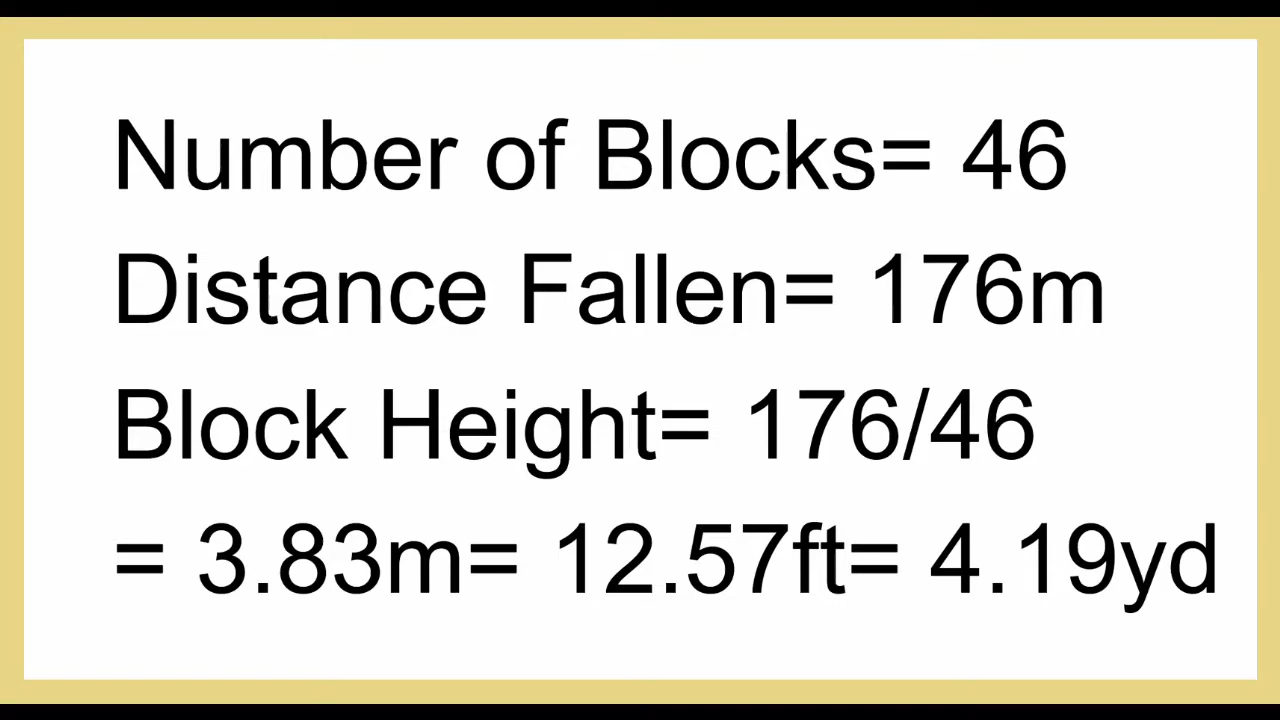 Number of Blocks= 46
Distance Fallen= 176m
Block Height= 176/46
= 3.83m= 12.57ft= 4.19yd